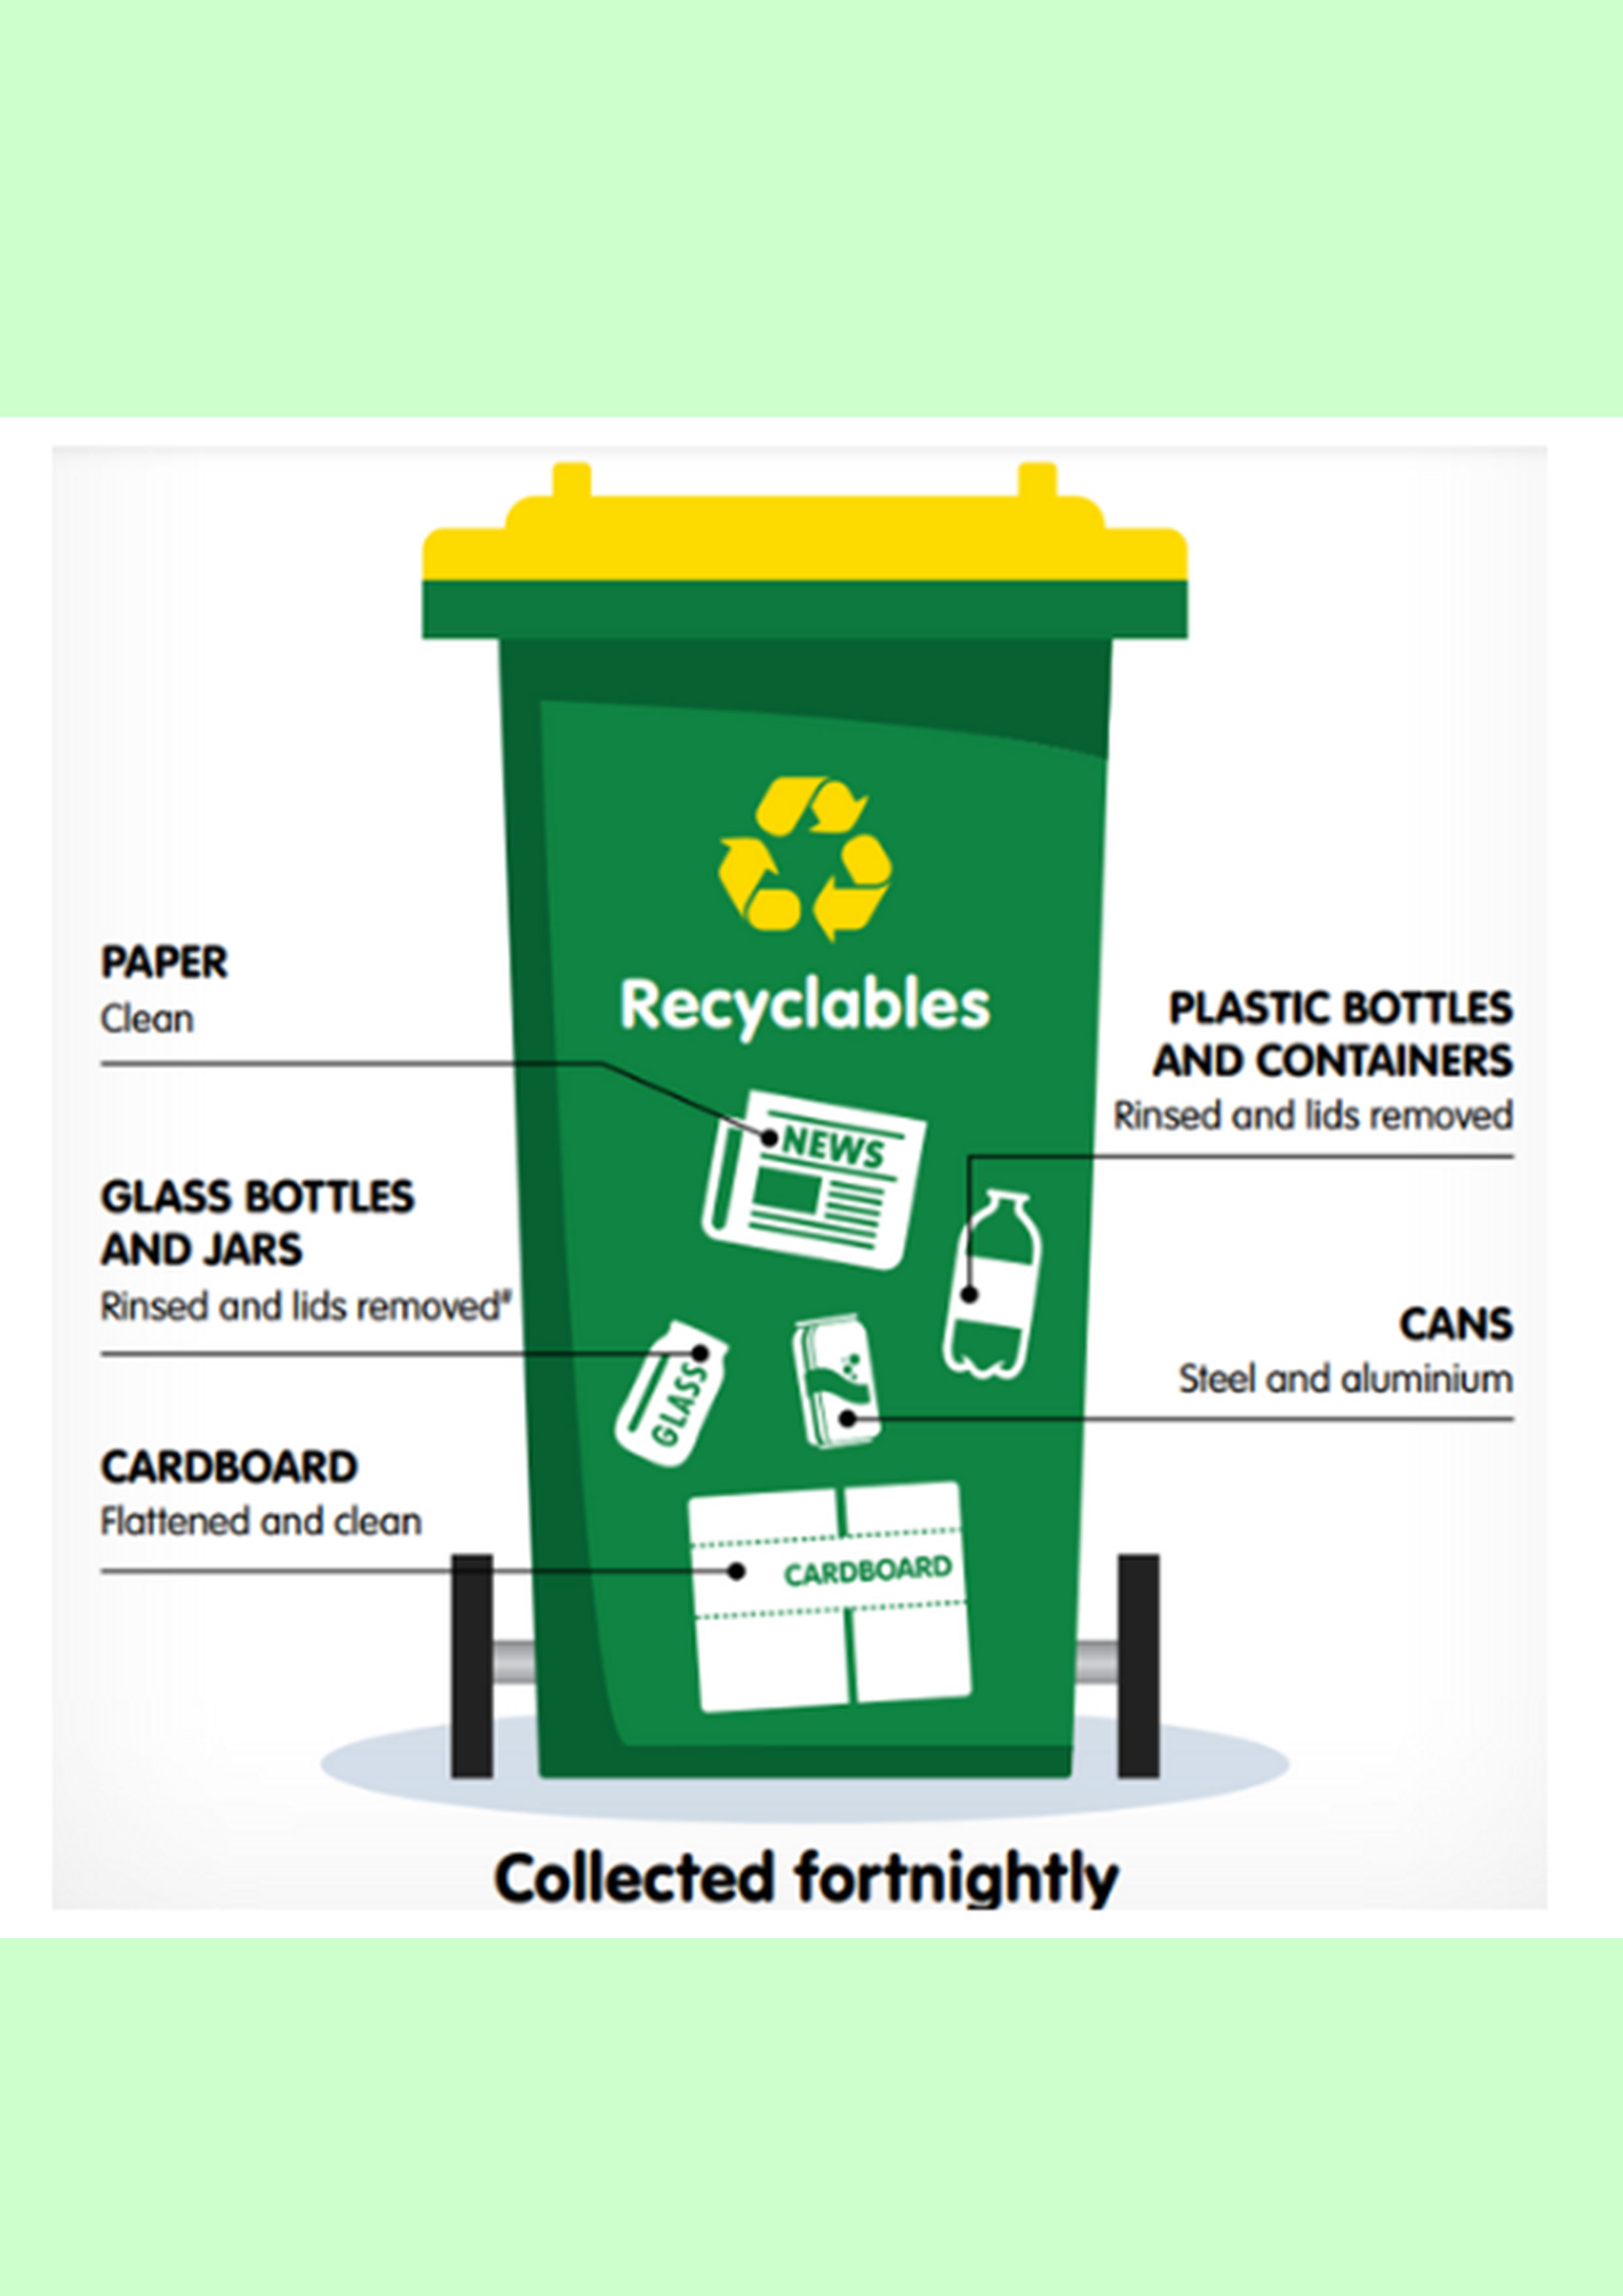 Recyclables
PAPER
Clean
NEWS
GLASS BOTTLES
AND JARS
Rinsed and lids removed#
GLASS
CARDBOARD
Flattened and clean
CARDBOARD
PLASTIC BOTTLES
AND CONTAINERS
Rinsed and lids removed
CANS
Steel and aluminium
Collected fortnightly